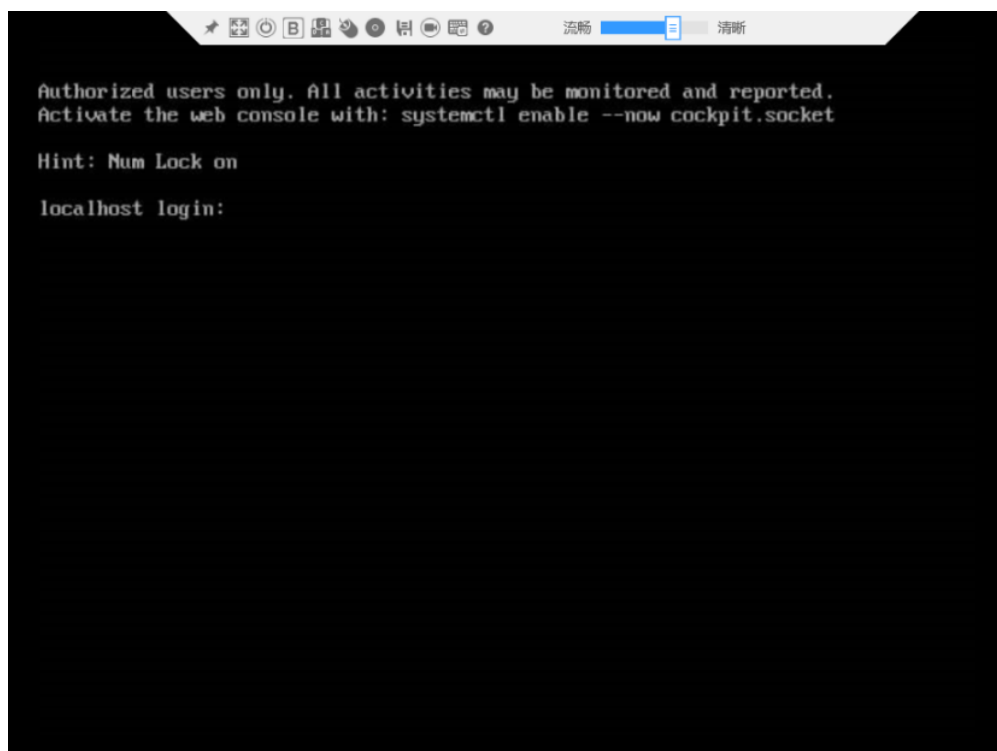 流畅 清晰
Authorized users only. All activities may be monitored and reported.
Activate the web console with: systemctl enable --now cockpit.socket
Hint: Num Lock on
localhost login: